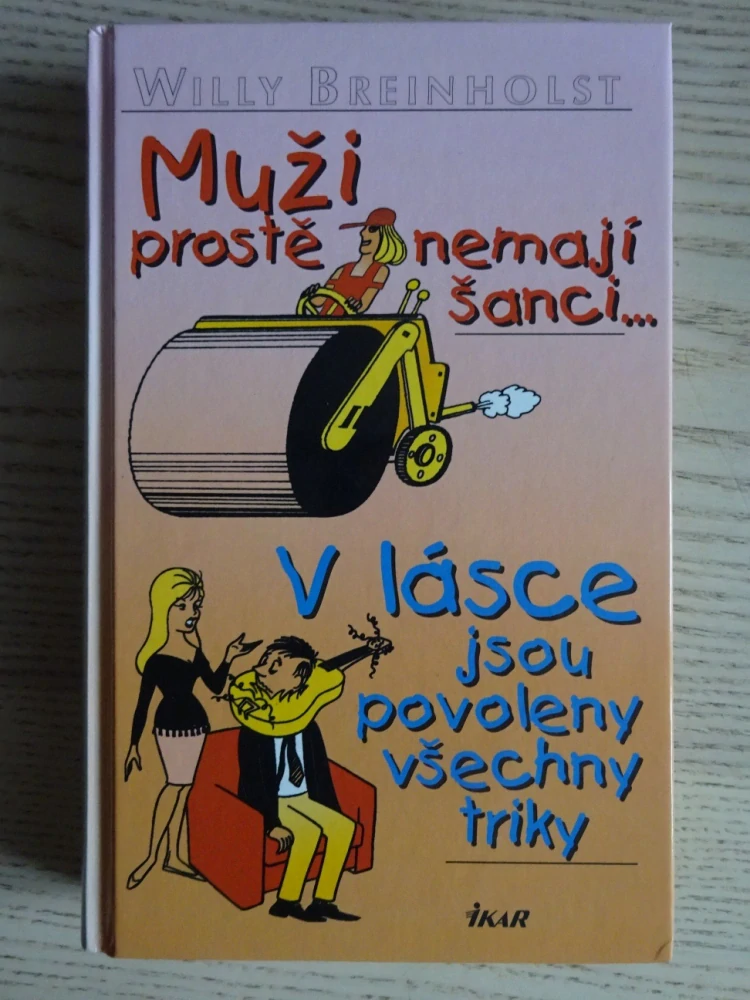 WILLY BREINHOLST
Muži
prostě nemají
šanci...
V lásce
jsou
povoleny
všechny
triky
iKAR